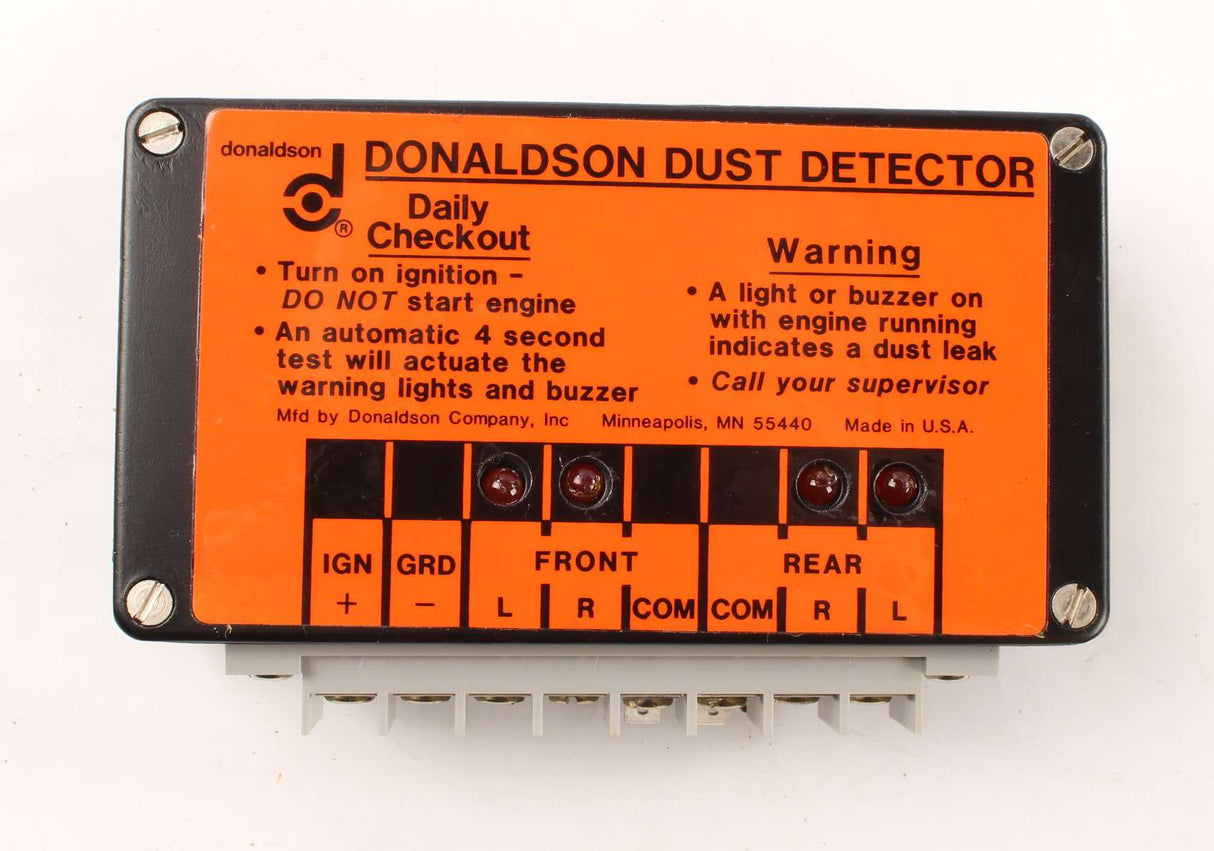 donaldson
d®
DONALDSON DUST DETECTOR
Daily
Checkout
• Turn on ignition –
DO NOT start engine
• An automatic 4 second
test will actuate the
warning lights and buzzer
Warning
• A light or buzzer on
with engine running
indicates a dust leak
• Call your supervisor
Mfd by Donaldson Company, Inc Minneapolis, MN 55440 Made in U.S.A.
IGN GRD FRONT REAR
+ – L R COM COM R L